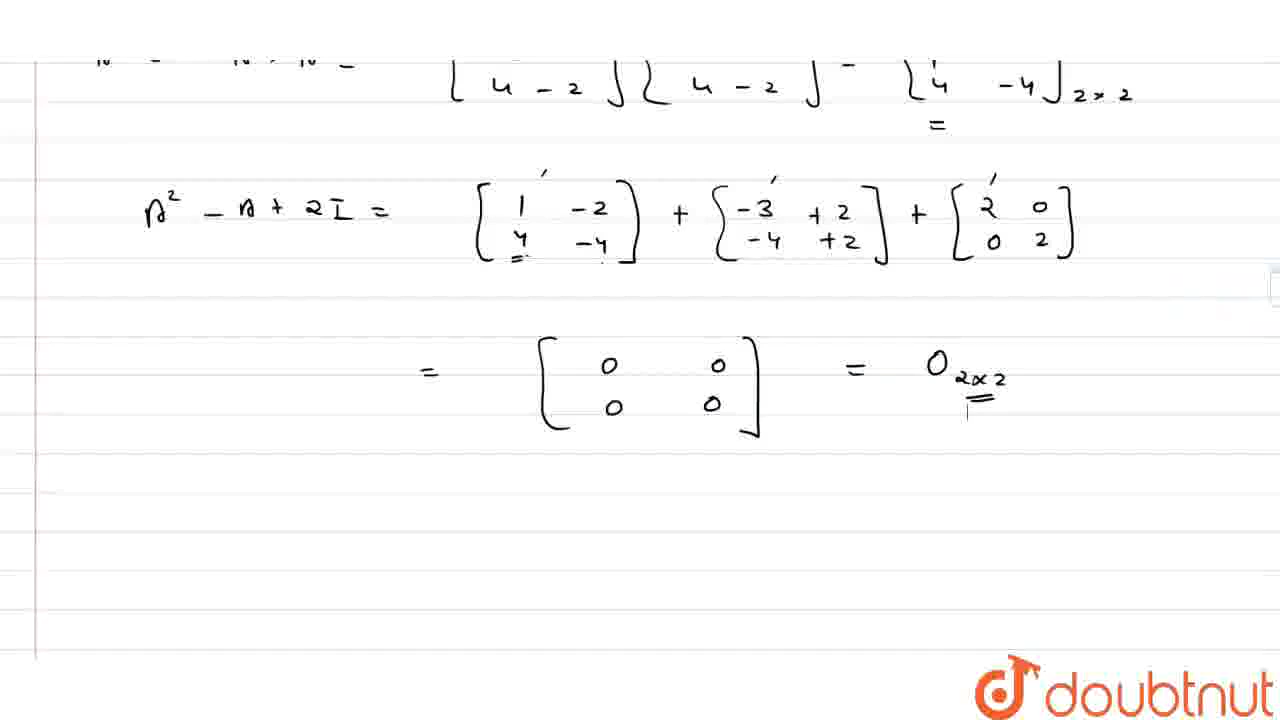 4 - 2 4 - 2 4 -4 2×2
=
A² - A + 2I = [ 1 -2 ] + [ -3 +2 ] + [ 2 0 ]
[ 4 -4 ] [ -4 +2 ] [ 0 2 ]
= [ 0 0 ] = O 2×2
[ 0 0 ]
doubtnut